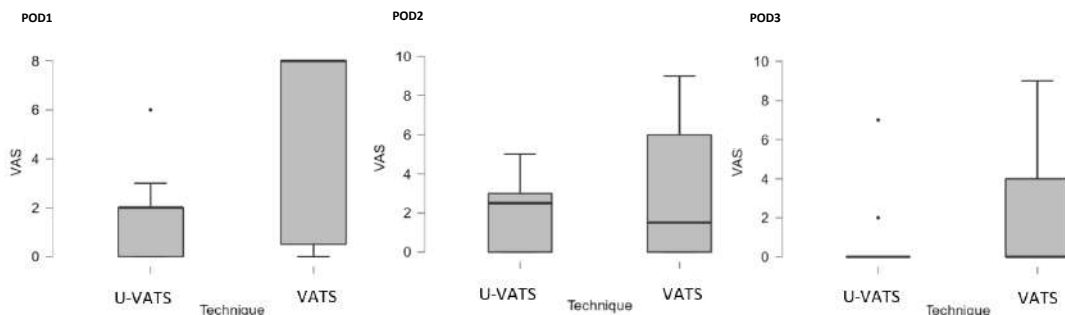 POD1
8
6
4
2
0
VAS
U-VATS
VATS
Technique
POD2
10
8
6
4
2
0
VAS
U-VATS
VATS
Technique
POD3
10
8
6
4
2
0
VAS
U-VATS
VATS
Technique